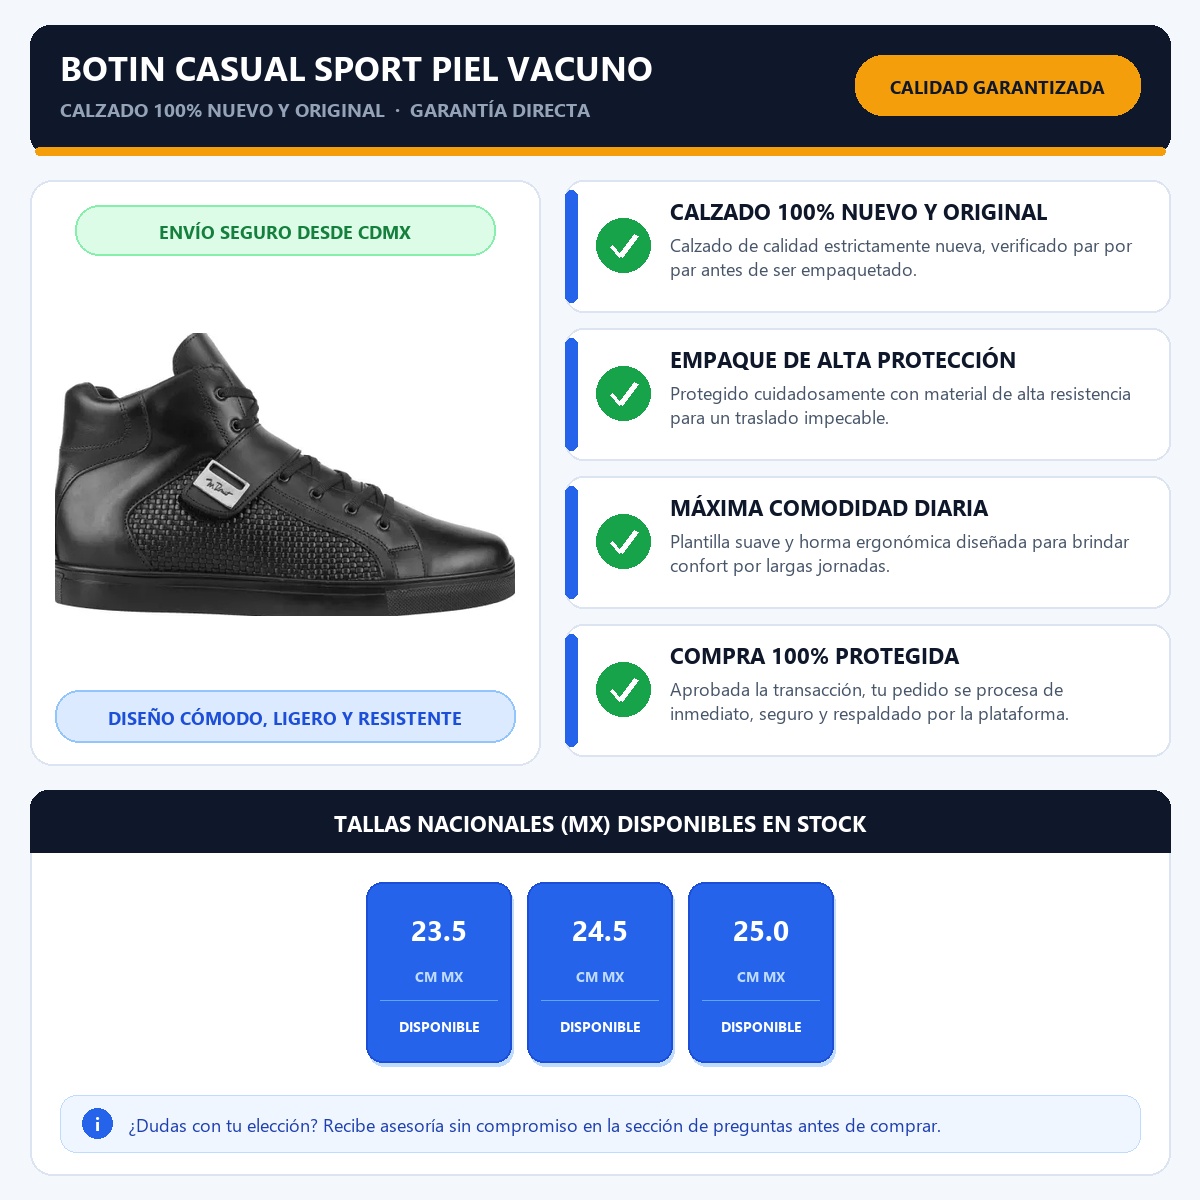 BOTIN CASUAL SPORT PIEL VACUNO
CALZADO 100% NUEVO Y ORIGINAL · GARANTÍA DIRECTA
CALIDAD GARANTIZADA
ENVÍO SEGURO DESDE CDMX
DISEÑO CÓMODO, LIGERO Y RESISTENTE
CALZADO 100% NUEVO Y ORIGINAL
Calzado de calidad estrictamente nueva, verificado par por
par antes de ser empaquetado.
EMPAQUE DE ALTA PROTECCIÓN
Protegido cuidadosamente con material de alta resistencia
para un traslado impecable.
MÁXIMA COMODIDAD DIARIA
Plantilla suave y horma ergonómica diseñada para brindar
confort por largas jornadas.
COMPRA 100% PROTEGIDA
Aprobada la transacción, tu pedido se procesa de
inmediato, seguro y respaldado por la plataforma.
TALLAS NACIONALES (MX) DISPONIBLES EN STOCK
23.5
CM MX
DISPONIBLE
24.5
CM MX
DISPONIBLE
25.0
CM MX
DISPONIBLE
¿Dudas con tu elección? Recibe asesoría sin compromiso en la sección de preguntas antes de comprar.